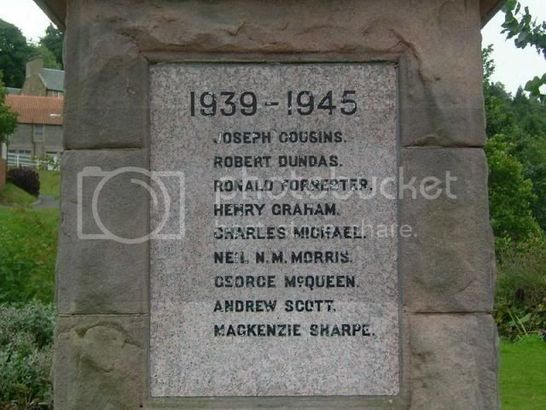 1939 - 1945
JOSEPH COUSINS.
ROBERT DUNDAS.
RONALD FORRESTER.
HENRY GRAHAM.
CHARLES MICHAEL.
NEIL N.M. MORRIS.
GEORGE McQUEEN.
ANDREW SCOTT.
MACKENZIE SHARPE.
photobucket